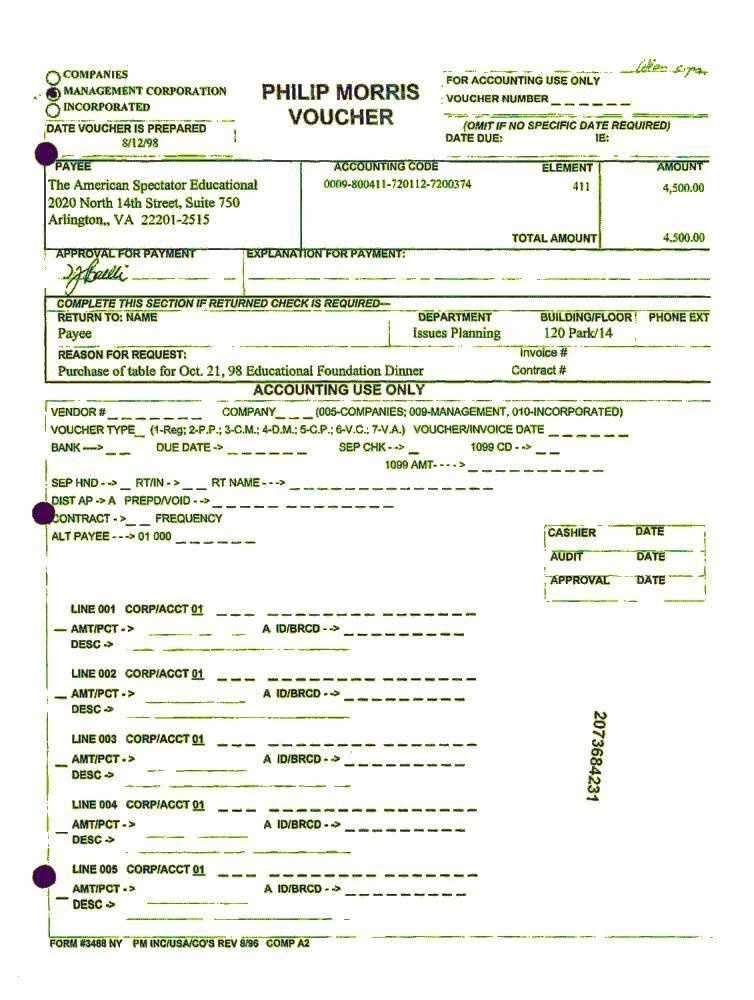 COMPANIES
MANAGEMENT CORPORATION
INCORPORATED
PHILIP MORRIS
VOUCHER
FOR ACCOUNTING USE ONLY
VOUCHER NUMBER _ _ _ _ _ _
DATE VOUCHER IS PREPARED
8/12/98
(OMIT IF NO SPECIFIC DATE REQUIRED)
DATE DUE: IE:
PAYEE ACCOUNTING CODE ELEMENT AMOUNT
The American Spectator Educational 0009-800411-720112-7200374 411 4,500.00
2020 North 14th Street, Suite 750
Arlington,, VA 22201-2515
TOTAL AMOUNT 4,500.00
APPROVAL FOR PAYMENT EXPLANATION FOR PAYMENT:
COMPLETE THIS SECTION IF RETURNED CHECK IS REQUIRED—
RETURN TO: NAME DEPARTMENT BUILDING/FLOOR PHONE EXT
Payee Issues Planning 120 Park/14
REASON FOR REQUEST: Invoice #
Purchase of table for Oct. 21, 98 Educational Foundation Dinner Contract #
ACCOUNTING USE ONLY
VENDOR # _ _ _ _ _ _ _ COMPANY _ _ _ (005-COMPANIES; 009-MANAGEMENT, 010-INCORPORATED)
VOUCHER TYPE_ (1-Reg; 2-P.P.; 3-C.M.; 4-D.M.; 5-C.P.; 6-V.C.; 7-V.A.) VOUCHER/INVOICE DATE _ _ _ _ _ _
BANK ----> _ _ DUE DATE -> _ _ _ _ _ _ SEP CHK - -> _ 1099 CD - -> _ _
1099 AMT- - - - > _ _ _ _ _ _ _ _ _ _
SEP HND - -> _ RT/IN - > _ _ RT NAME - - -> _ _ _ _ _ _ _ _ _ _ _ _ _ _
DIST AP -> A PREPD/VOID - -> _ _ _ _ _ _ _ _ _ _ _ _
CONTRACT - >_ _ FREQUENCY
ALT PAYEE - - -> 01 000 _ _ _ _ _ _
CASHIER DATE
AUDIT DATE
APPROVAL DATE
LINE 001 CORP/ACCT 01 _ _ _ _ _ _ _ _ _ _ _ _ _ _ _
— AMT/PCT - > A ID/BRCD - -> _ _ _ _ _ _ _ _
DESC ->
LINE 002 CORP/ACCT 01 _ _ _ _ _ _ _ _ _ _ _ _ _ _ _
— AMT/PCT - > A ID/BRCD - -> _ _ _ _ _ _ _ _
DESC ->
LINE 003 CORP/ACCT 01 _ _ _ _ _ _ _ _ _ _ _ _ _ _ _
— AMT/PCT - > A ID/BRCD - -> _ _ _ _ _ _ _ _
DESC ->
LINE 004 CORP/ACCT 01 _ _ _ _ _ _ _ _ _ _ _ _ _ _ _
— AMT/PCT - > A ID/BRCD - -> _ _ _ _ _ _ _ _
DESC ->
LINE 005 CORP/ACCT 01 _ _ _ _ _ _ _ _ _ _ _ _ _ _ _
— AMT/PCT - > A ID/BRCD - -> _ _ _ _ _ _ _ _
DESC ->
2073684231
FORM #3488 NY PM INC/USA/CO'S REV 8/96 COMP A2